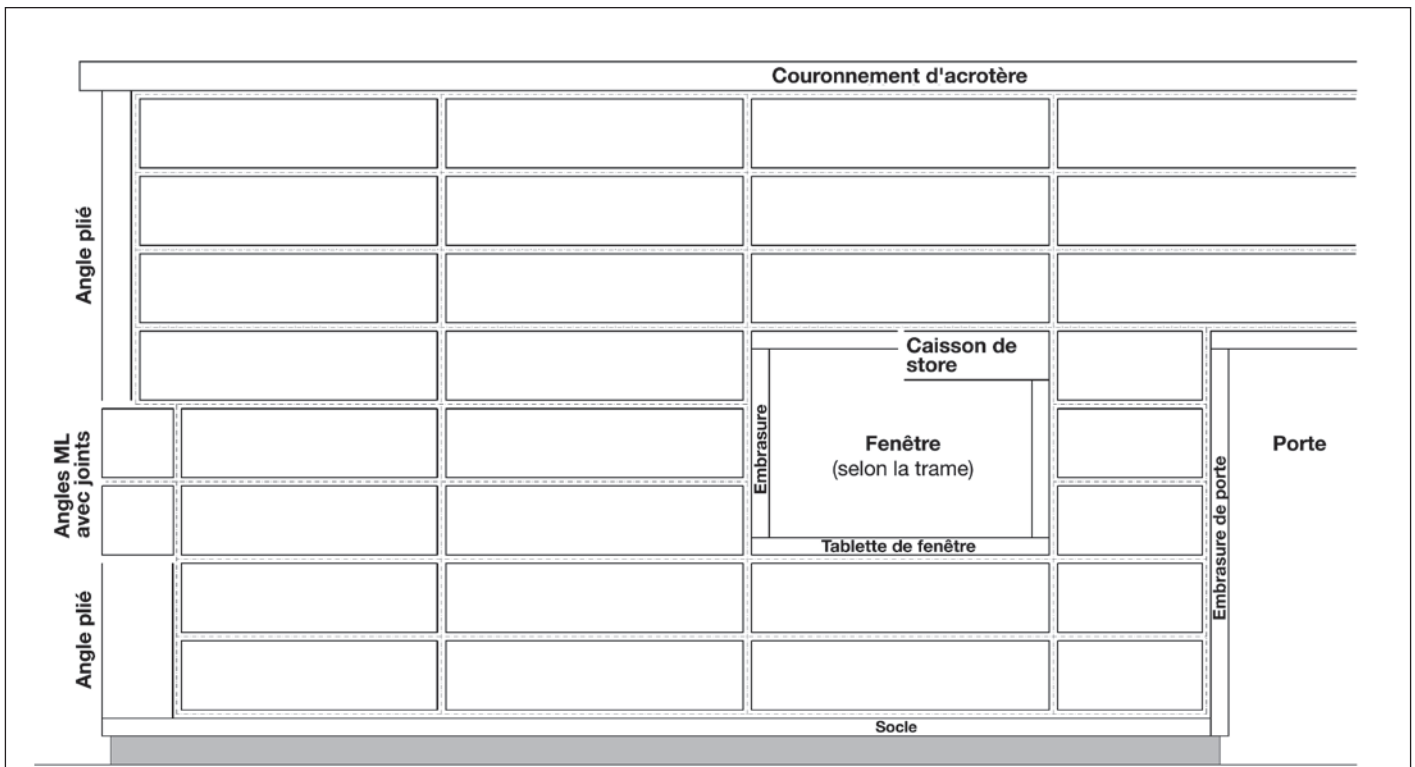 Couronnement d'acrotère
Angle plié
Caisson de
store
Angles ML
avec joints
Embrasure
Fenêtre
(selon la trame)
Porte
Embrasure de porte
Tablette de fenêtre
Angle plié
Socle